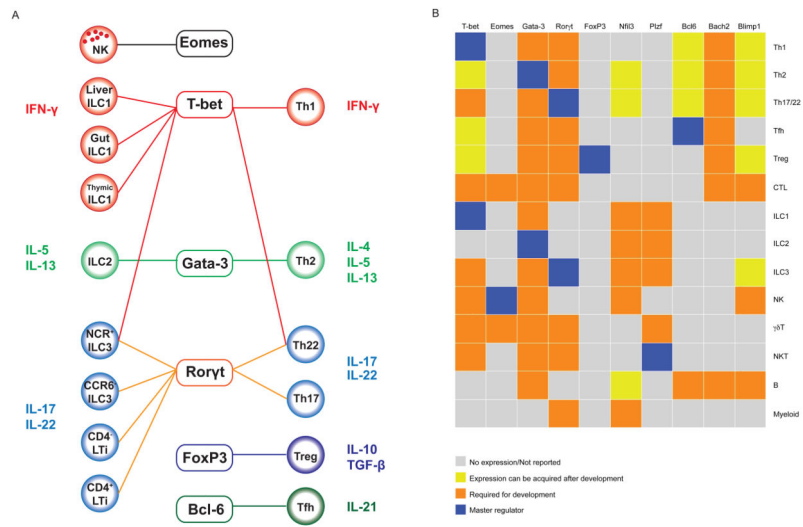 A
NK
Eomes
Liver
ILC1
IFN-γ
T-bet
Th1
IFN-γ
Gut
ILC1
Thymic
ILC1
IL-5
IL-13
ILC2
Gata-3
Th2
IL-4
IL-5
IL-13
NCR⁺
ILC3
Th22
Rorγt
IL-17
IL-22
CCR6
ILC3
Th17
IL-17
IL-22
CD4⁻
LTi
FoxP3
Treg
IL-10
TGF-β
CD4⁺
LTi
Bcl-6
Tfh
IL-21
B
T-bet Eomes Gata-3 Rorγt FoxP3 Nfil3 Plzf Bcl6 Bach2 Blimp1
Th1
Th2
Th17/22
Tfh
Treg
CTL
ILC1
ILC2
ILC3
NK
γδT
NKT
B
Myeloid
No expression/Not reported
Expression can be acquired after development
Required for development
Master regulator